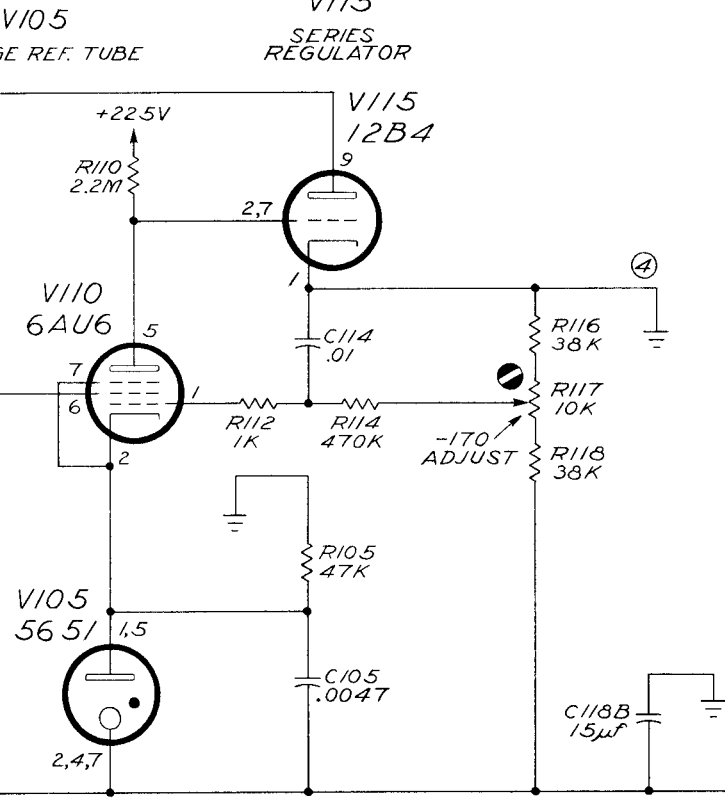 V105
GE REF. TUBE
V115
SERIES
REGULATOR
V115
12B4
+225V
R110
2.2M
9
2,7
1
4
V110
6AU6
5
7
6
1
2
C114
.01
R116
38K
R117
10K
R112
1K
R114
470K
-170
ADJUST
R118
38K
R105
47K
V105
5651
1,5
C105
.0047
C118B
15μf
2,4,7